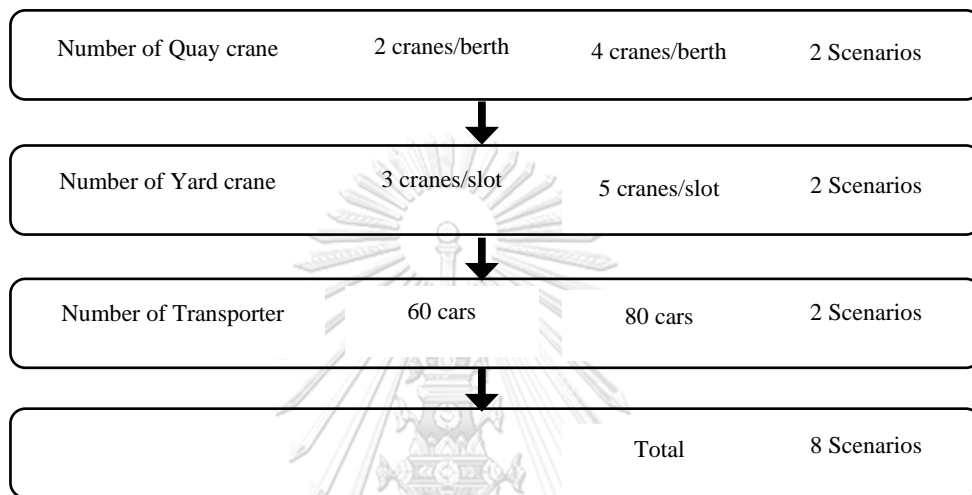 Number of Quay crane 2 cranes/berth 4 cranes/berth 2 Scenarios
Number of Yard crane 3 cranes/slot 5 cranes/slot 2 Scenarios
Number of Transporter 60 cars 80 cars 2 Scenarios
Total 8 Scenarios